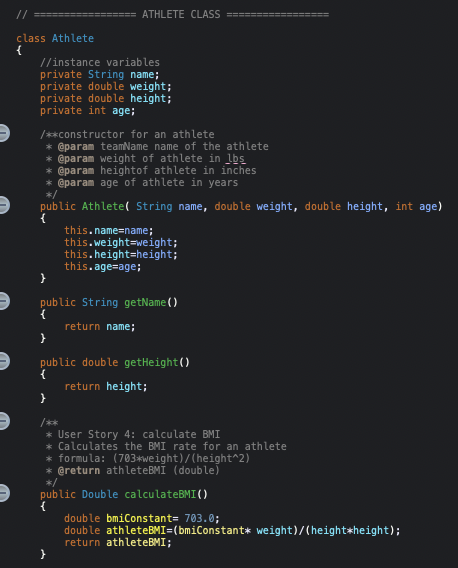 // ================= ATHLETE CLASS =================
class Athlete
{
//instance variables
private String name;
private double weight;
private double height;
private int age;
/**constructor for an athlete
* @param teamName name of the athlete
* @param weight of athlete in lbs
* @param heightof athlete in inches
* @param age of athlete in years
*/
public Athlete( String name, double weight, double height, int age)
{
this.name=name;
this.weight=weight;
this.height=height;
this.age=age;
}
public String getName()
{
return name;
}
public double getHeight()
{
return height;
}
/**
* User Story 4: calculate BMI
* Calculates the BMI rate for an athlete
* formula: (703*weight)/(height^2)
* @return athleteBMI (double)
*/
public Double calculateBMI()
{
double bmiConstant= 703.0;
double athleteBMI=(bmiConstant* weight)/(height*height);
return athleteBMI;
}